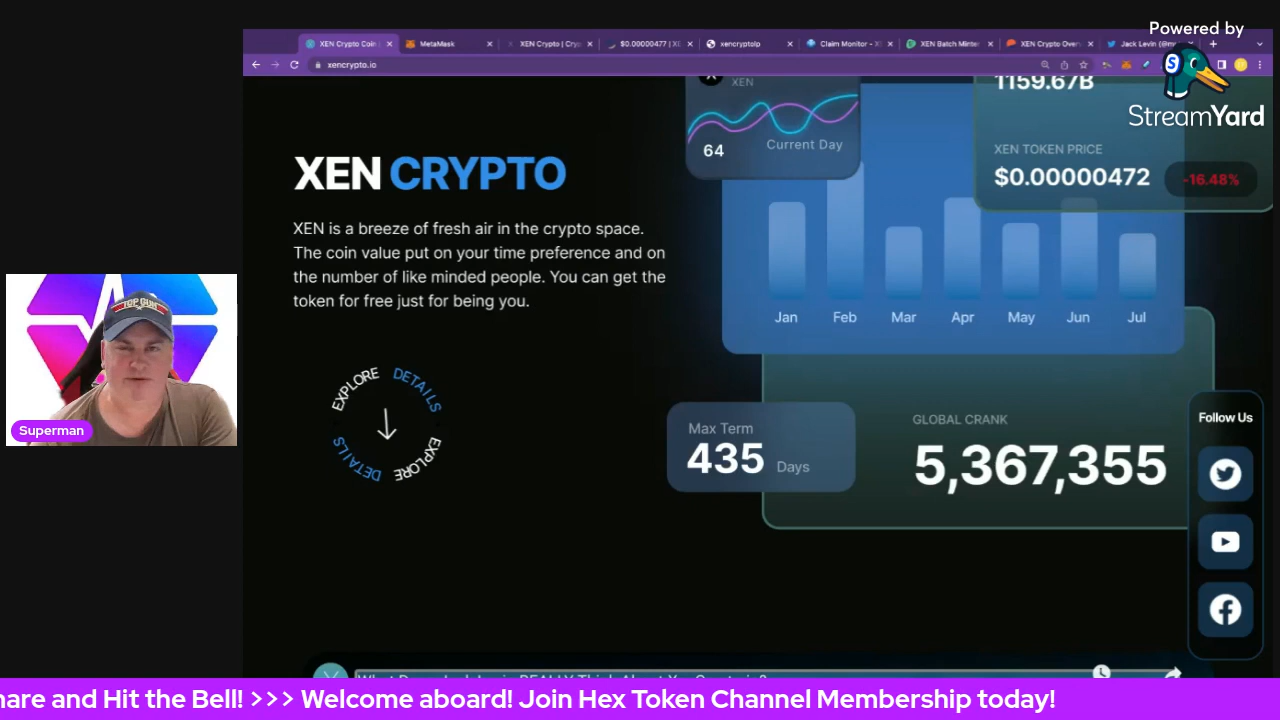 Powered by
StreamYard
XEN Crypto Coin
MetaMask
XEN Crypto | Cryp
$0.00000477 | XE
xencryptolp
Claim Monitor - X
XEN Batch Minter
XEN Crypto Over
Jack Levin
xencrypto.io
XEN
64
Current Day
1159.67B
XEN TOKEN PRICE
$0.00000472
-16.48%
XEN CRYPTO
XEN is a breeze of fresh air in the crypto space.
The coin value put on your time preference and on
the number of like minded people. You can get the
token for free just for being you.
EXPLORE DETAILS
EXPLORE DETAILS
Jan Feb Mar Apr May Jun Jul
Max Term
435 Days
GLOBAL CRANK
5,367,355
Follow Us
TOP GUN
Superman
and Hit the Bell! >>> Welcome aboard! Join Hex Token Channel Membership today!